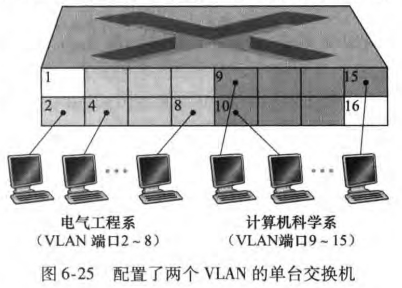 1 9 15
2 4 8 10 16
电气工程系 计算机科学系
（VLAN 端口2～8） （VLAN端口9～15）
图 6-25 配置了两个 VLAN 的单台交换机